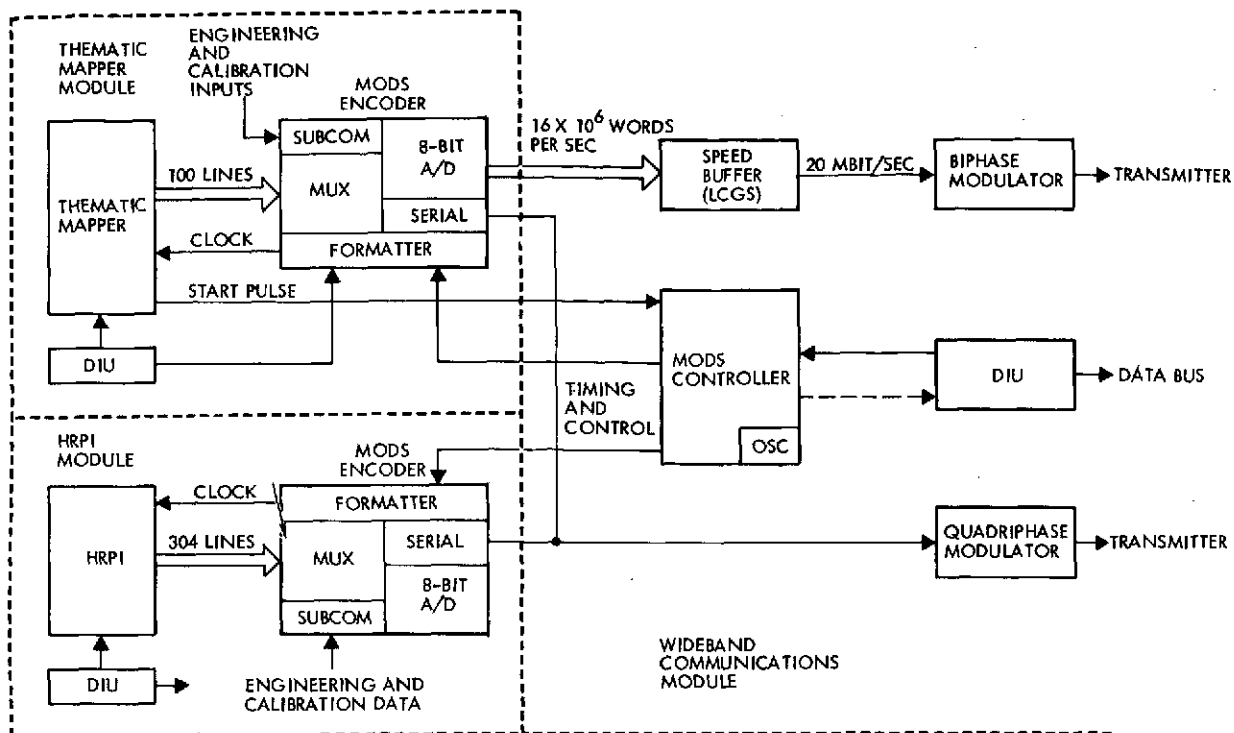 THEMATIC
MAPPER
MODULE
ENGINEERING
AND
CALIBRATION
INPUTS
MODS
ENCODER
THEMATIC
MAPPER
100 LINES
CLOCK
START PULSE
DIU
SUBCOM
MUX
8-BIT
A/D
SERIAL
FORMATTER
16 X 10⁶ WORDS
PER SEC
SPEED
BUFFER
(LCGS)
20 MBIT/SEC
BIPHASE
MODULATOR
TRANSMITTER
MODS
CONTROLLER
OSC
TIMING
AND
CONTROL
DIU
DATA BUS
HRPI
MODULE
MODS
ENCODER
HRPI
CLOCK
304 LINES
DIU
FORMATTER
MUX
SERIAL
8-BIT
A/D
SUBCOM
ENGINEERING AND
CALIBRATION DATA
QUADRIPHASE
MODULATOR
TRANSMITTER
WIDEBAND
COMMUNICATIONS
MODULE